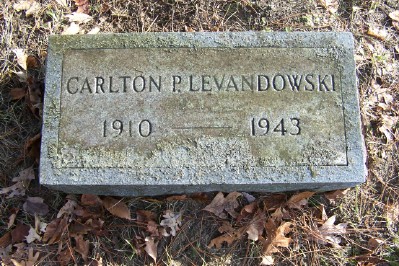 CARLTON P. LEVANDOWSKI
1910 — 1943